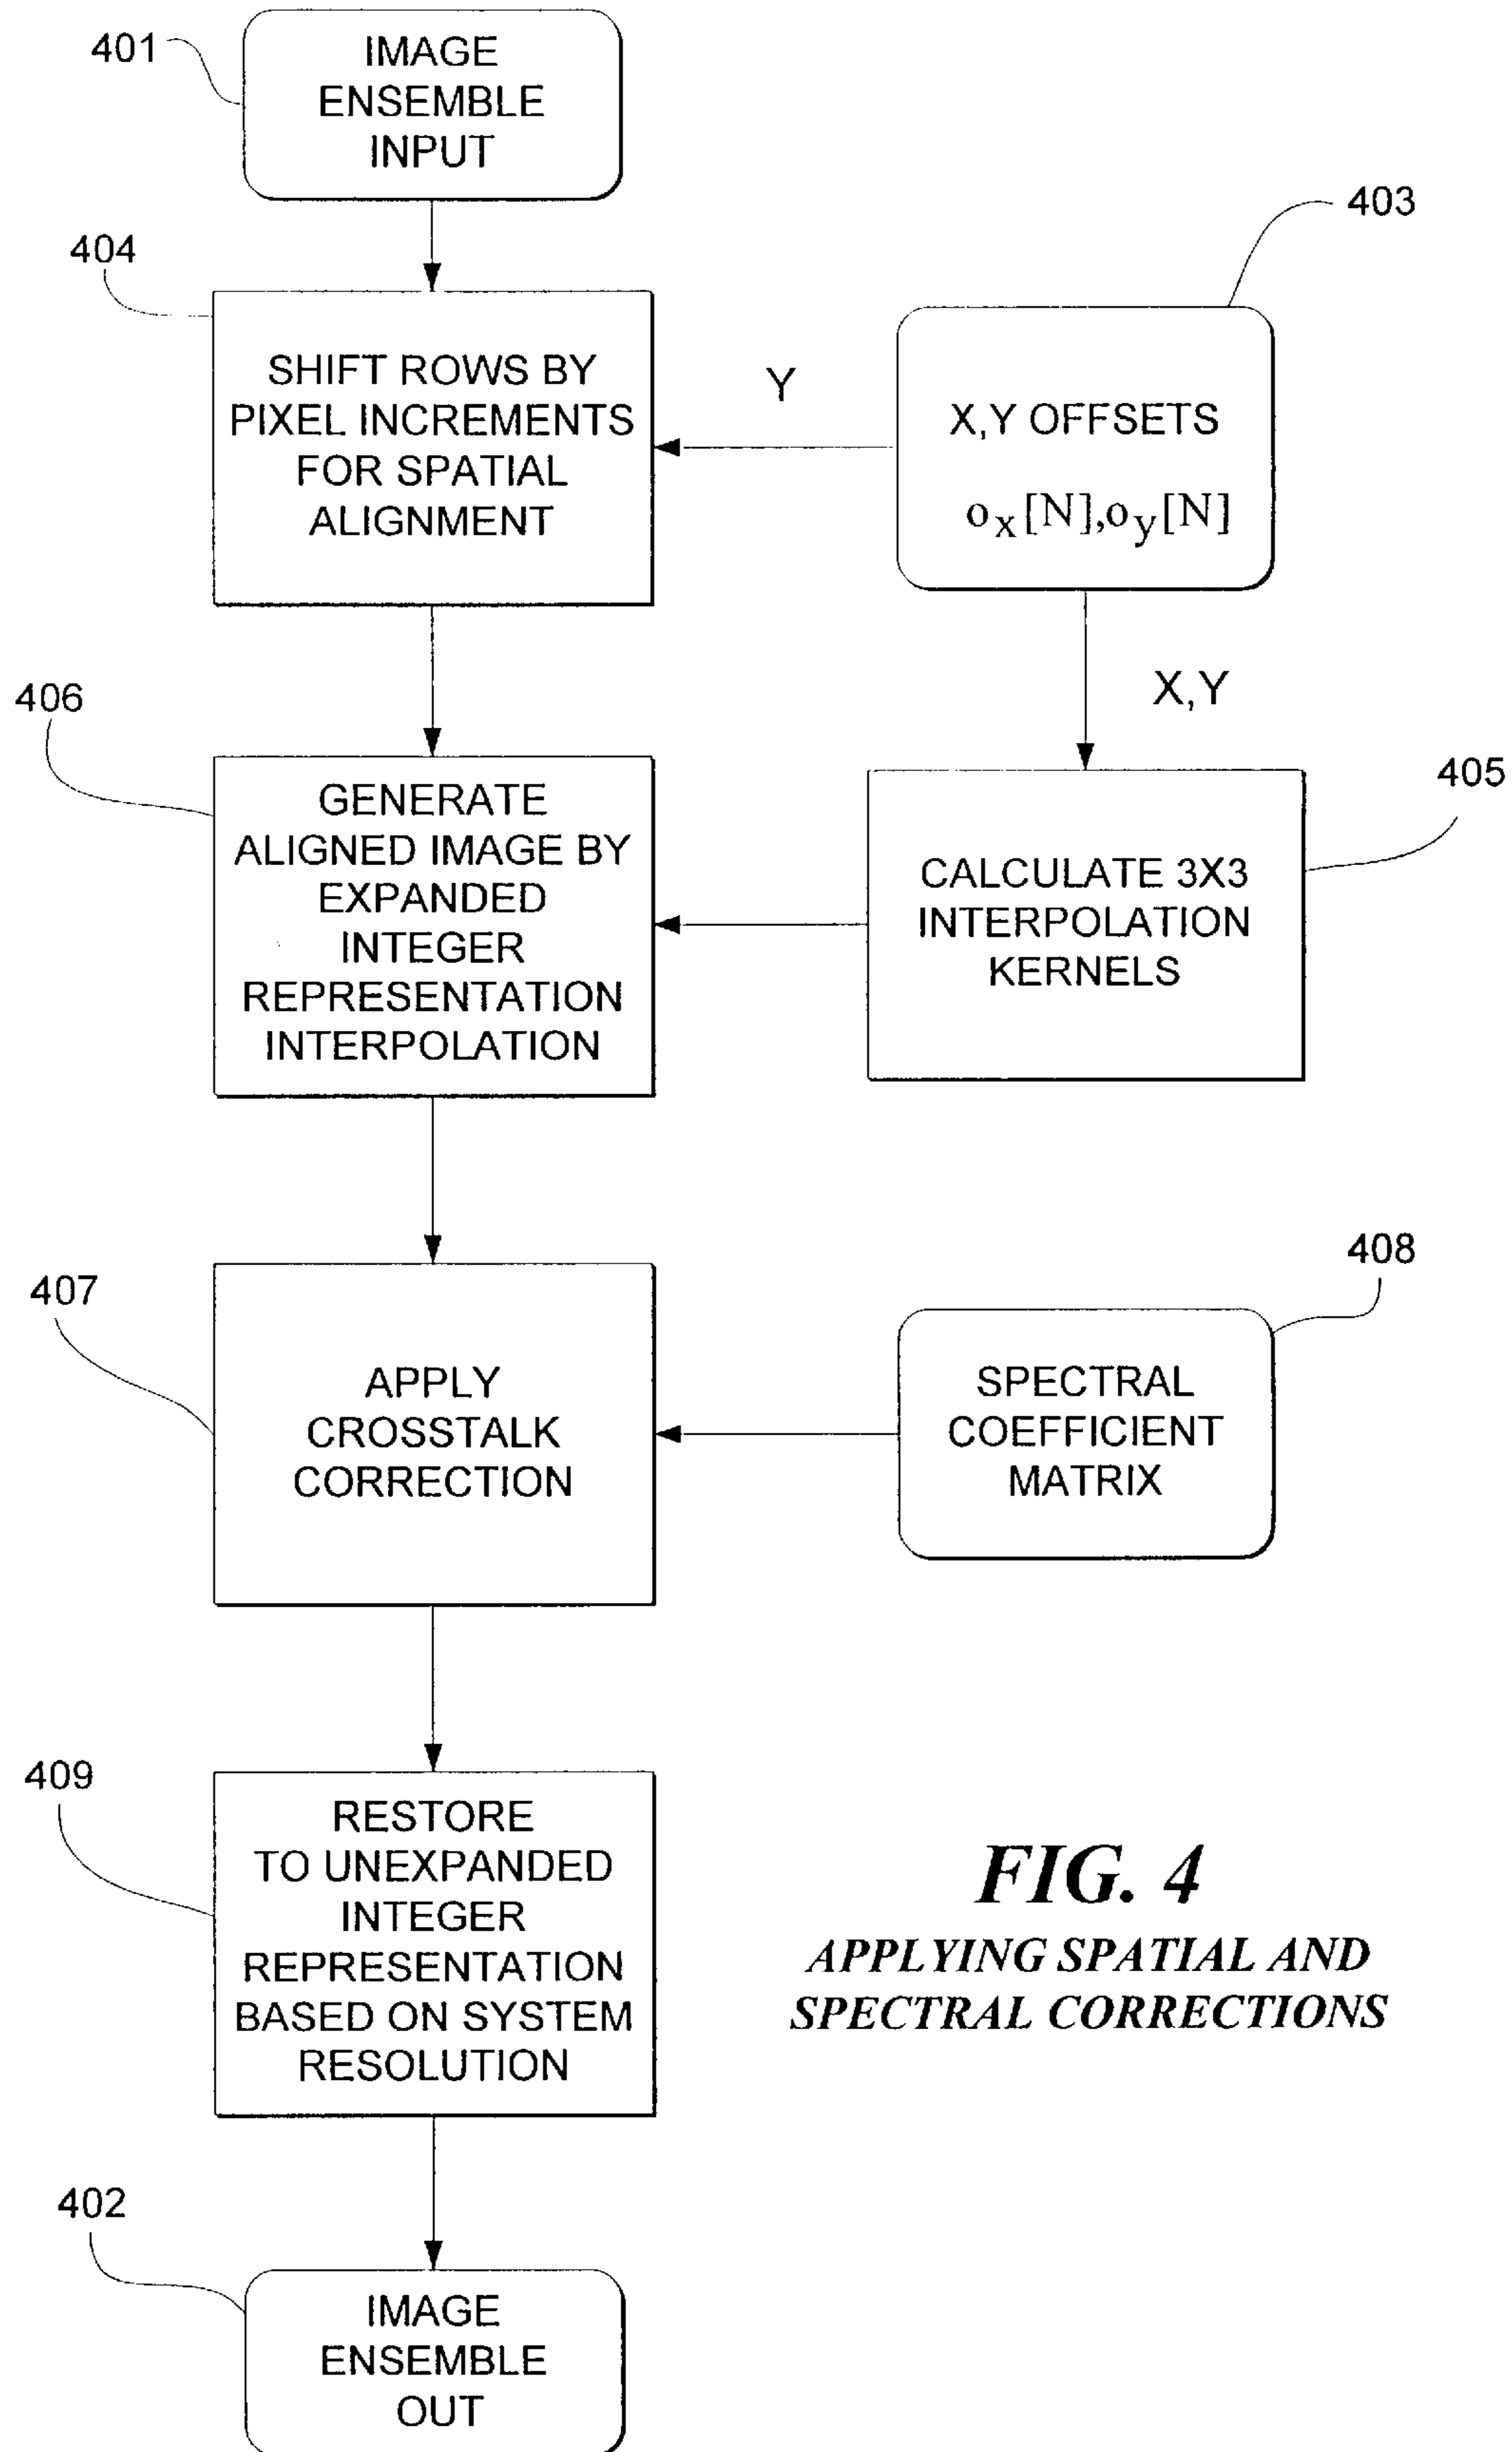 401
IMAGE
ENSEMBLE
INPUT
403
404
SHIFT ROWS BY
PIXEL INCREMENTS
FOR SPATIAL
ALIGNMENT
Y
X,Y OFFSETS
ox[N],oy[N]
X,Y
406
GENERATE
ALIGNED IMAGE BY
EXPANDED
INTEGER
REPRESENTATION
INTERPOLATION
405
CALCULATE 3X3
INTERPOLATION
KERNELS
407
APPLY
CROSSTALK
CORRECTION
408
SPECTRAL
COEFFICIENT
MATRIX
409
RESTORE
TO UNEXPANDED
INTEGER
REPRESENTATION
BASED ON SYSTEM
RESOLUTION
FIG. 4
APPLYING SPATIAL AND
SPECTRAL CORRECTIONS
402
IMAGE
ENSEMBLE
OUT